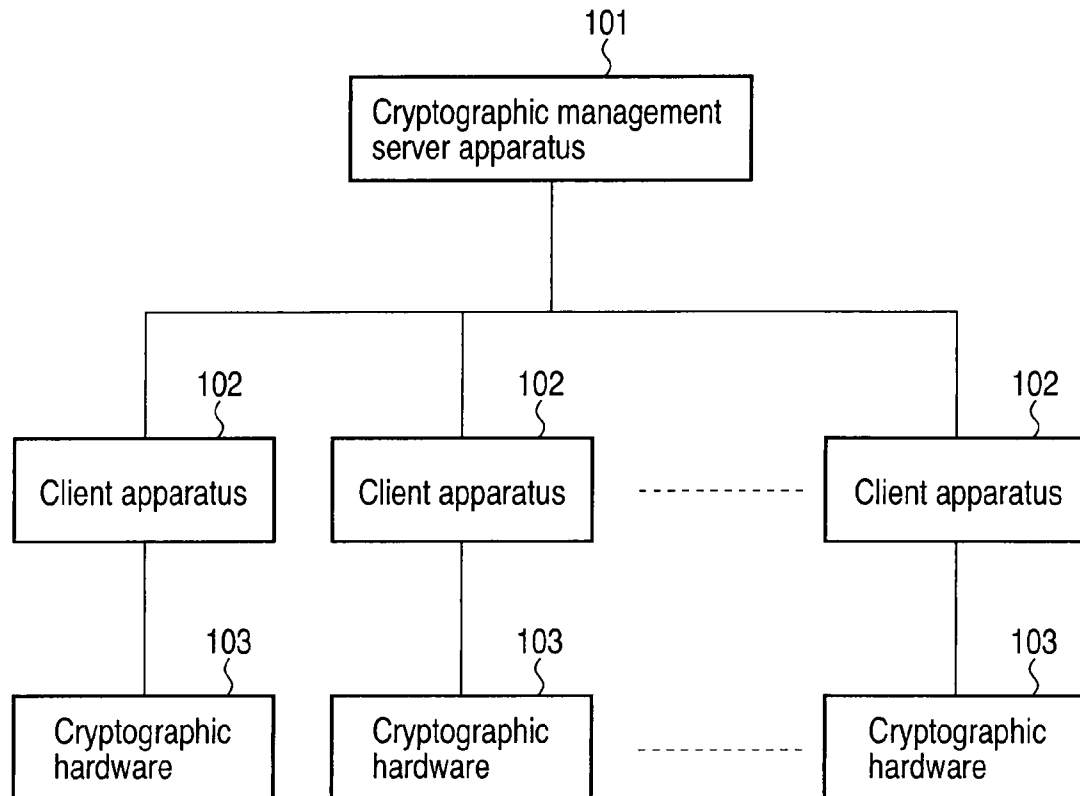 101
Cryptographic management
server apparatus
102
102
102
Client apparatus
Client apparatus
Client apparatus
103
103
103
Cryptographic
hardware
Cryptographic
hardware
Cryptographic
hardware